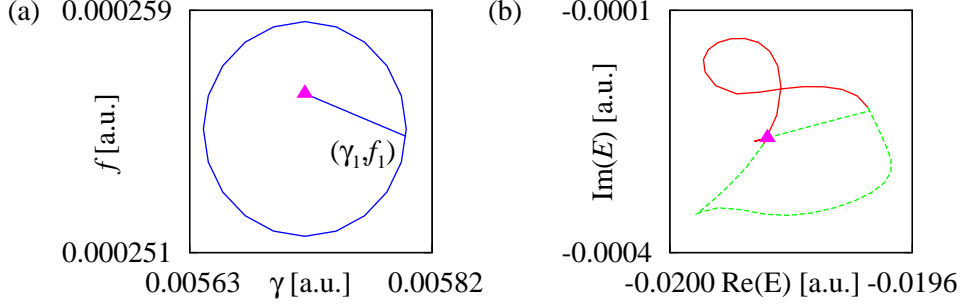 (a)
0.000259
f [a.u.]
(γ₁,f₁)
0.000251
0.00563 γ [a.u.] 0.00582
(b)
-0.0001
Im(E) [a.u.]
-0.0004
-0.0200 Re(E) [a.u.] -0.0196